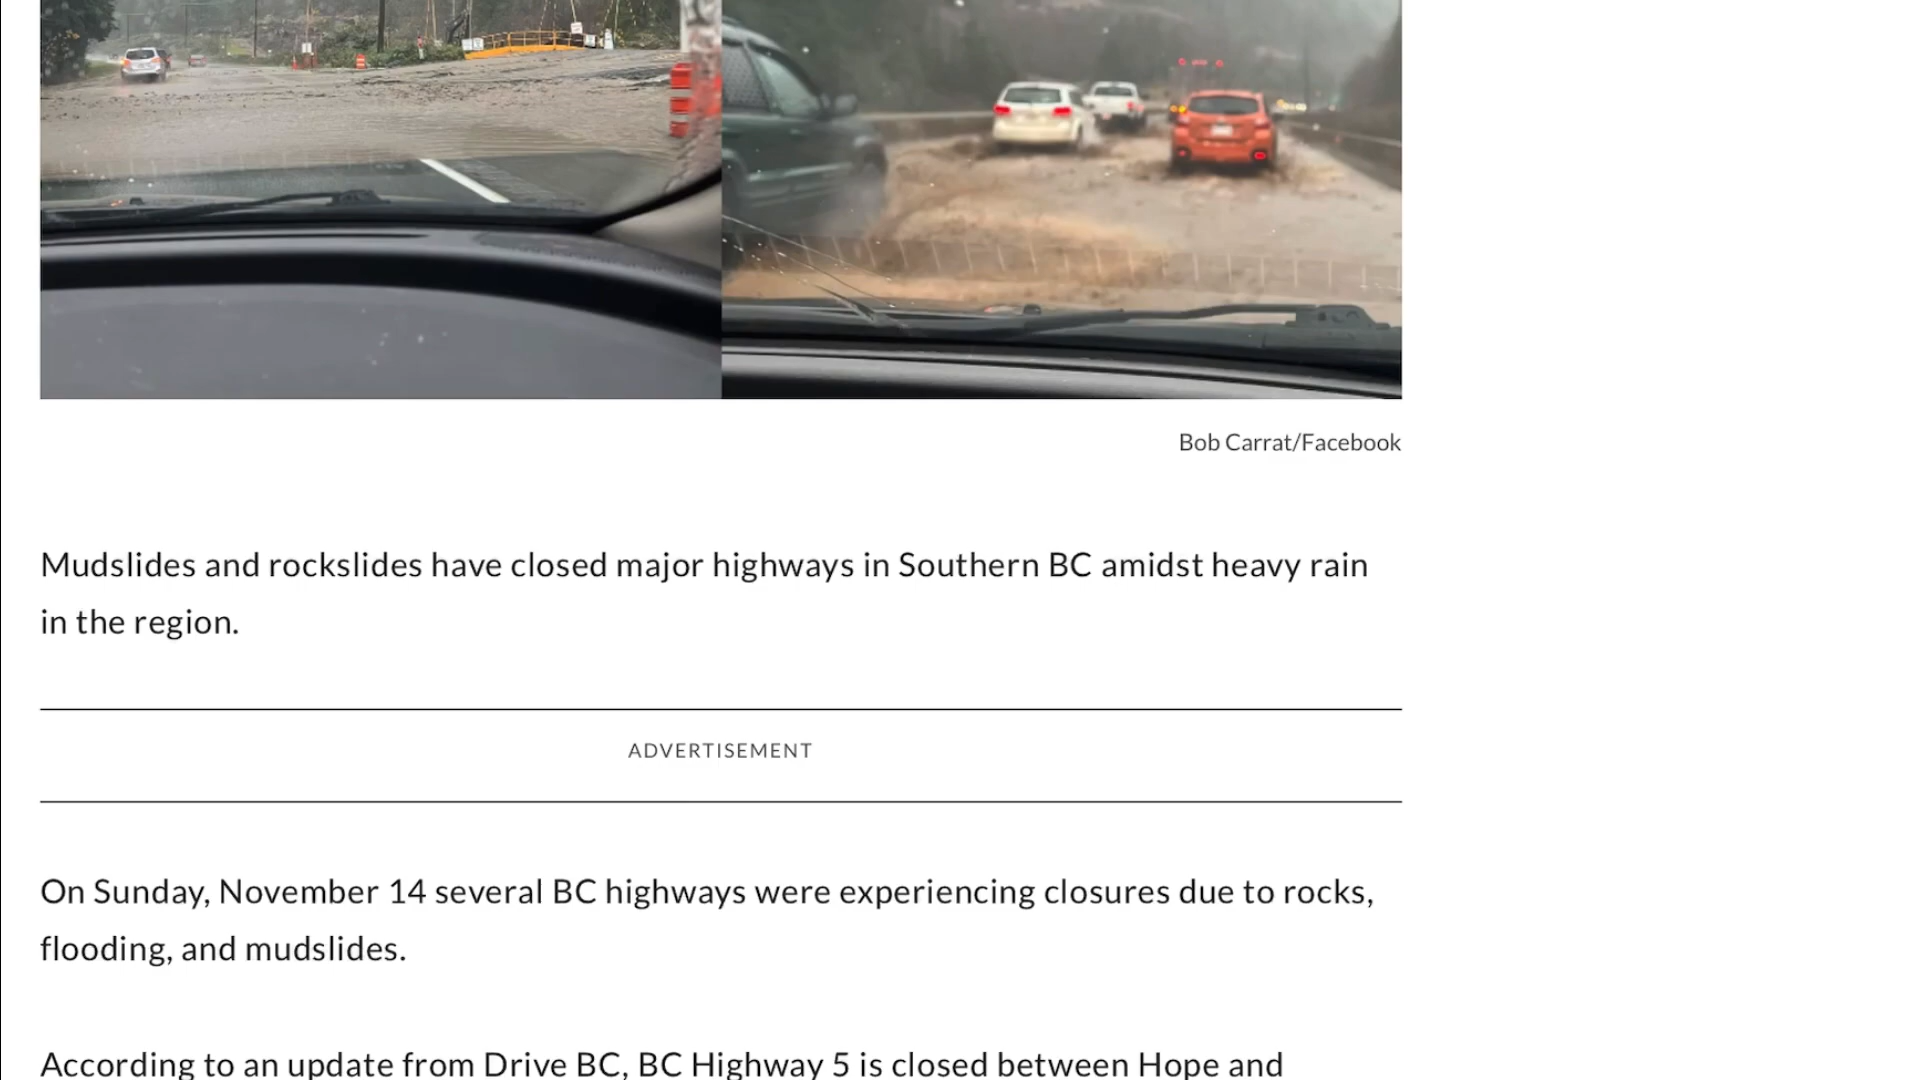 Bob Carrat/Facebook
Mudslides and rockslides have closed major highways in Southern BC amidst heavy rain
in the region.
ADVERTISEMENT
On Sunday, November 14 several BC highways were experiencing closures due to rocks,
flooding, and mudslides.
According to an update from Drive BC, BC Highway 5 is closed between Hope and